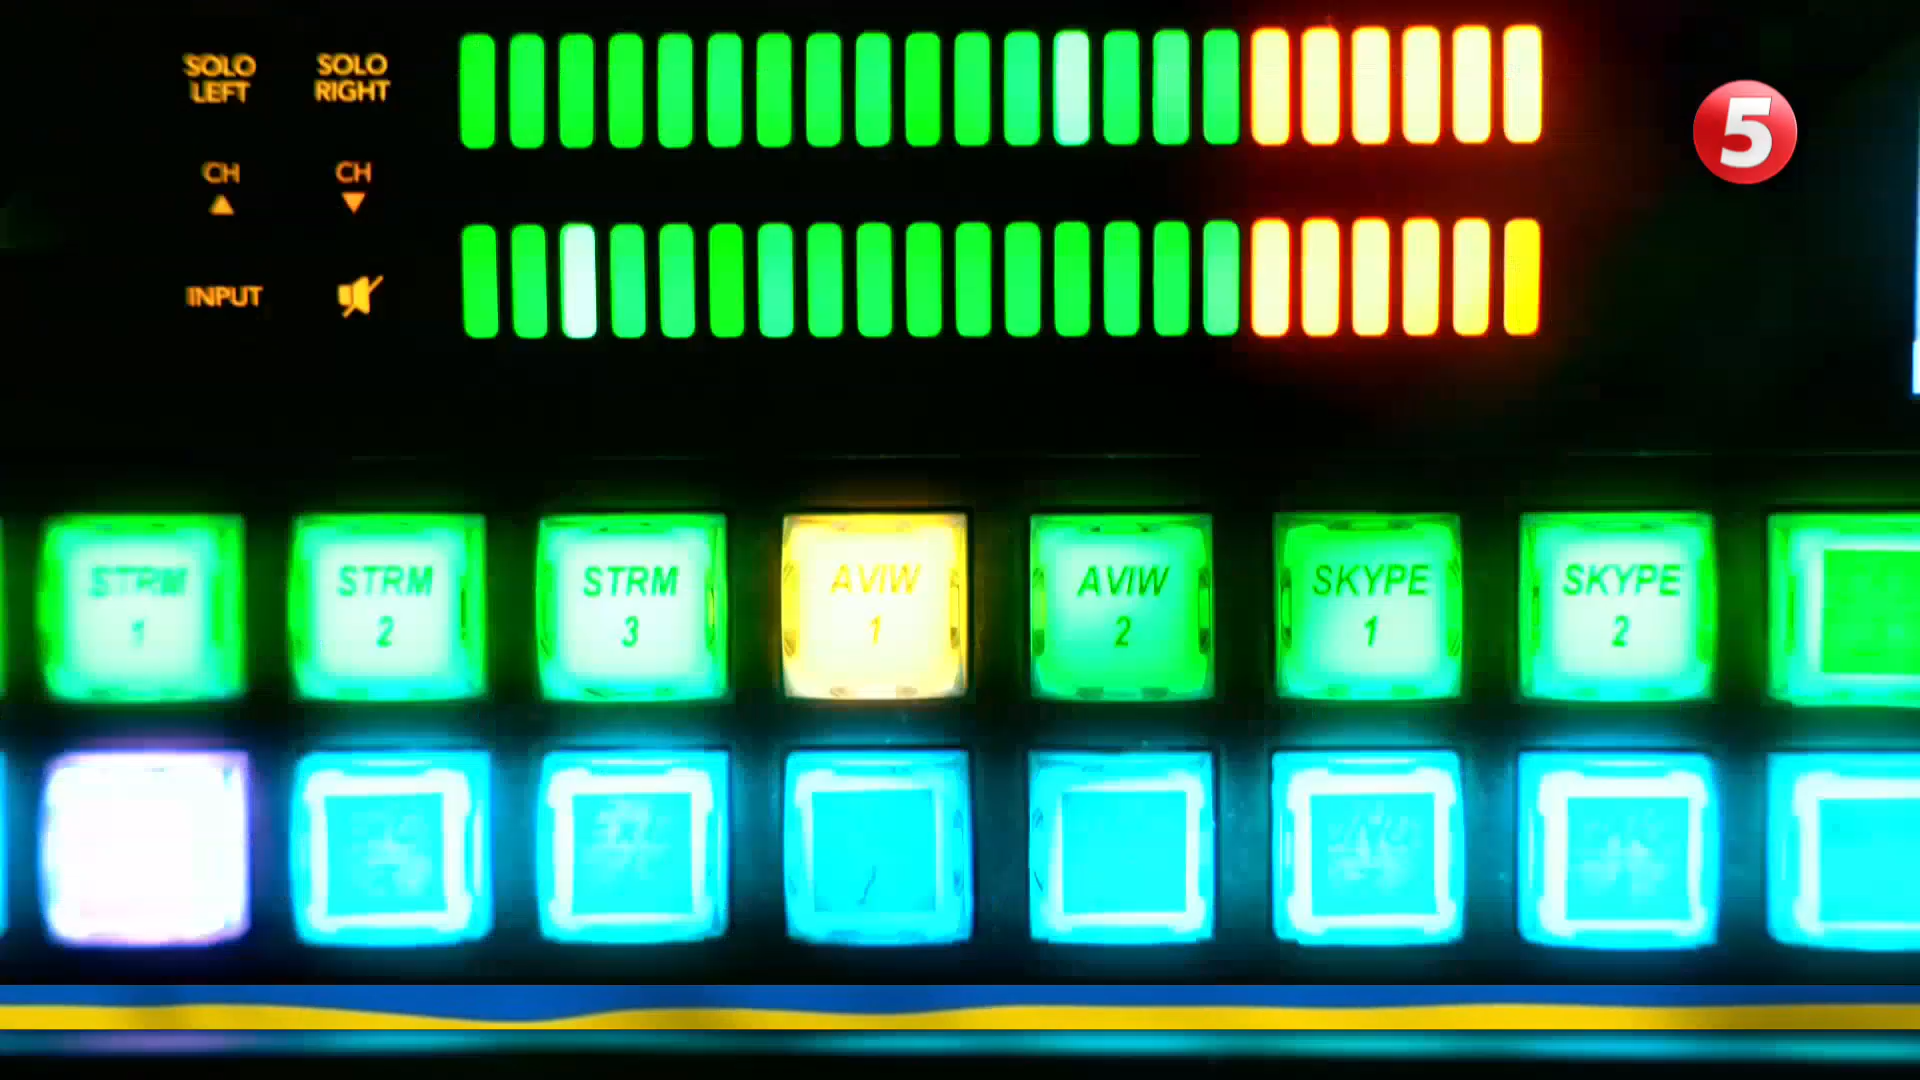 SOLO LEFT
SOLO RIGHT
CH
CH
INPUT
5
STRM 1
STRM 2
STRM 3
AVIW 1
AVIW 2
SKYPE 1
SKYPE 2